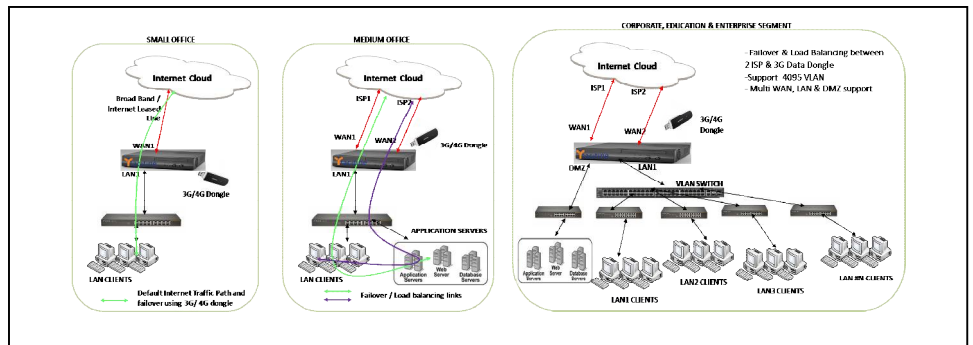 SMALL OFFICE
Internet Cloud
Broad Band /
Internet Leased
Line
WAN1
LAN1
3G/4G Dongle
LAN CLIENTS
Default Internet Traffic Path and
failover using 3G/4G dongle
MEDIUM OFFICE
Internet Cloud
ISP1
ISP2
WAN1
WAN2
3G/4G Dongle
LAN1
APPLICATION SERVERS
LAN CLIENTS
Application
Servers
Web
Server
Database
Servers
Failover / Load balancing links
CORPORATE, EDUCATION & ENTERPRISE SEGMENT
Internet Cloud
- Failover & Load Balancing between
2 ISP & 3G Data Dongle
-Support 4095 VLAN
- Multi WAN, LAN & DMZ support
ISP1
ISP2
WAN1
WAN2
3G/4G
Dongle
DMZ
LAN1
VLAN SWITCH
Application
Servers
Web
Server
Database
Servers
LAN1 CLIENTS
LAN2 CLIENTS
LAN3 CLIENTS
LAN#N CLIENTS